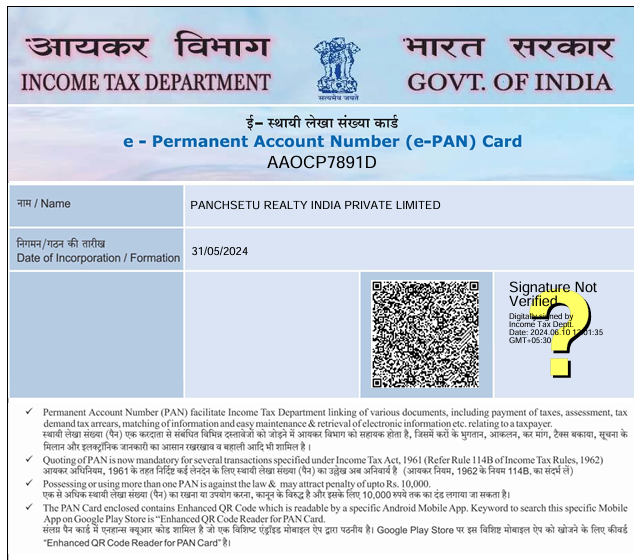 आयकर विभाग
भारत सरकार
INCOME TAX DEPARTMENT
GOVT. OF INDIA
सत्यमेव जयते
ई- स्थायी लेखा संख्या कार्ड
e - Permanent Account Number (e-PAN) Card
AAOCP7891D
नाम / Name
PANCHSETU REALTY INDIA PRIVATE LIMITED
निगमन/गठन की तारीख
Date of Incorporation / Formation
31/05/2024
Signature Not
Verified
Digitally signed by
Income Tax Deptt.
Date: 2024.06.10 12:01:35
GMT+05:30
✓ Permanent Account Number (PAN) facilitate Income Tax Department linking of various documents, including payment of taxes, assessment, tax
demand tax arrears, matching of information and easy maintenance & retrieval of electronic information etc. relating to a taxpayer.
स्थायी लेखा संख्या (पैन) एक करदाता से संबंधित विभिन्न दस्तावेजों को जोड़ने में आयकर विभाग को सहायक होता है, जिसमें करों के भुगतान, आकलन, कर मांग, टैक्स बकाया, सूचना के
मिलान और इलक्ट्रॉनिक जानकारी का आसान रखरखाव व बहाली आदि भी शामिल है ।
✓ Quoting of PAN is now mandatory for several transactions specified under Income Tax Act, 1961 (Refer Rule 114B of Income Tax Rules, 1962)
आयकर अधिनियम, 1961 के तहत निर्दिष्ट कई लेनदेन के लिए स्थायी लेखा संख्या (पैन) का उल्लेख अब अनिवार्य है (आयकर नियम, 1962 के नियम 114B, का संदर्भ लें)
✓ Possessing or using more than one PAN is against the law & may attract penalty of upto Rs. 10,000.
एक से अधिक स्थायी लेखा संख्या (पैन) का रखना या उपयोग करना, कानून के विरुद्ध है और इसके लिए 10,000 रुपये तक का दंड लगाया जा सकता है।
✓ The PAN Card enclosed contains Enhanced QR Code which is readable by a specific Android Mobile App. Keyword to search this specific Mobile
App on Google Play Store is "Enhanced QR Code Reader for PAN Card.
संलग्न पैन कार्ड में एनहान्स क्यूआर कोड शामिल है जो एक विशिष्ट एंड्रॉइड मोबाइल ऐप द्वारा पठनीय है। Google Play Store पर इस विशिष्ट मोबाइल ऐप को खोजने के लिए कीवर्ड
"Enhanced QR Code Reader for PAN Card" है।